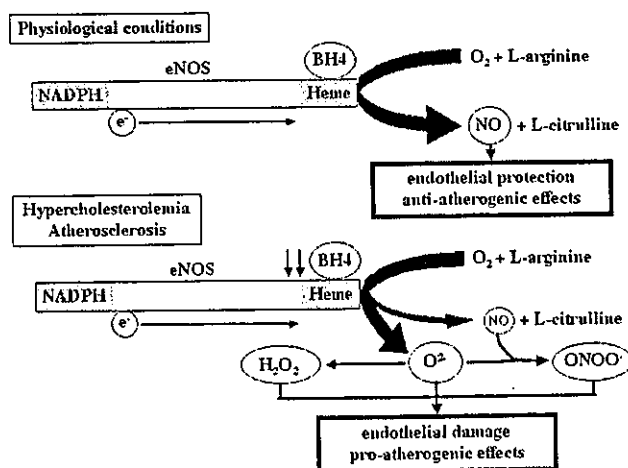 Physiological conditions
eNOS
BH4
O₂ + L-arginine
NADPH
Heme
e⁻
NO + L-citrulline
endothelial protection
anti-atherogenic effects
Hypercholesterolemia
Atherosclerosis
eNOS
BH4
O₂ + L-arginine
NADPH
Heme
e⁻
NO + L-citrulline
H₂O₂
O²⁻
ONOO⁻
endothelial damage
pro-atherogenic effects